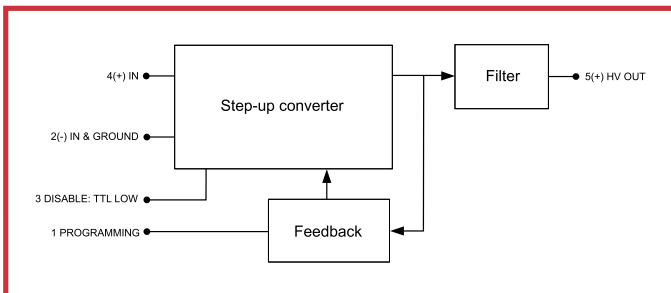 4(+) IN
Step-up converter
Filter
5(+) HV OUT
2(-) IN & GROUND
3 DISABLE: TTL LOW
1 PROGRAMMING
Feedback